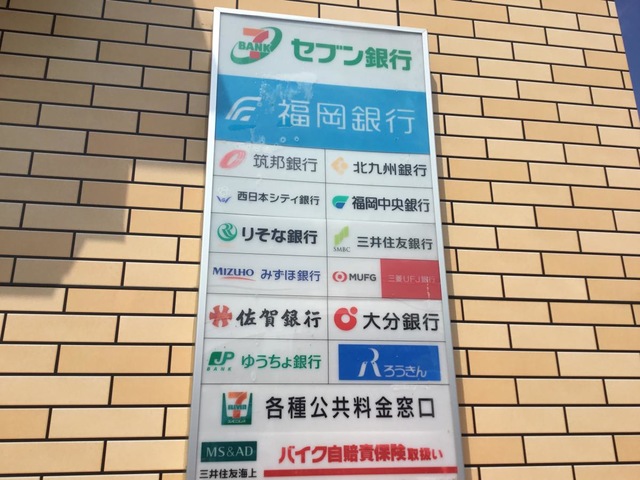 7 BANK セブン銀行
福岡銀行
筑邦銀行 北九州銀行
西日本シティ銀行 福岡中央銀行
りそな銀行 SMBC 三井住友銀行
MIZUHO みずほ銀行 MUFG 三菱UFJ銀行
佐賀銀行 大分銀行
JP BANK ゆうちょ銀行 ろうきん
7 ELEVEN 各種公共料金窓口
MS&AD バイク自賠責保険取扱い
三井住友海上